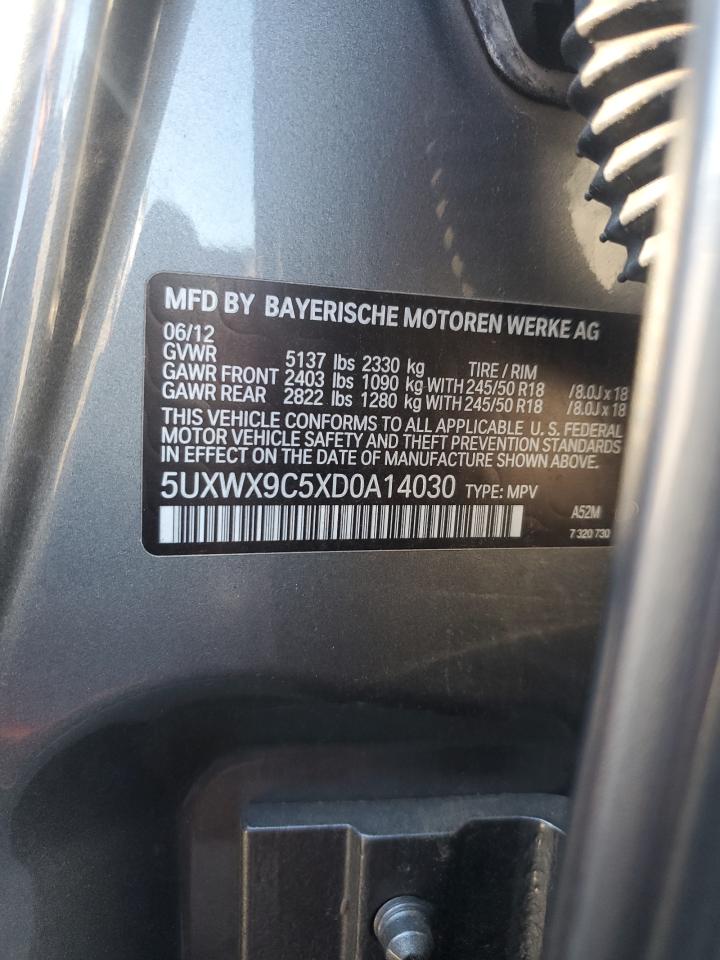 MFD BY BAYERISCHE MOTOREN WERKE AG
06/12
GVWR 5137 lbs 2330 kg TIRE / RIM
GAWR FRONT 2403 lbs 1090 kg WITH 245/50 R18 /8.0J x 18
GAWR REAR 2822 lbs 1280 kg WITH 245/50 R18 /8.0J x 18
THIS VEHICLE CONFORMS TO ALL APPLICABLE U. S. FEDERAL
MOTOR VEHICLE SAFETY AND THEFT PREVENTION STANDARDS
IN EFFECT ON DATE OF MANUFACTURE SHOWN ABOVE.
5UXWX9C5XD0A14030 TYPE: MPV
A52M
7 320 730